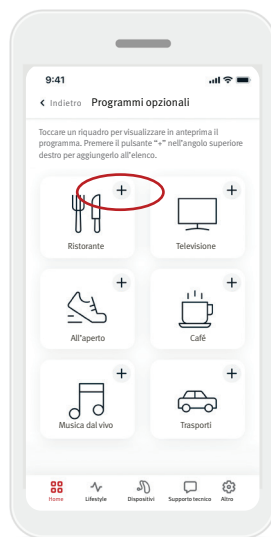 9:41
Indietro Programmi opzionali
Toccare un riquadro per visualizzare in anteprima il
programma. Premere il pulsante "+" nell'angolo superiore
destro per aggiungerlo all'elenco.
+ +
Ristorante Televisione
+ +
All'aperto Café
+ +
Musica dal vivo Trasporti
Home Lifestyle Dispositivi Supporto tecnico Altro